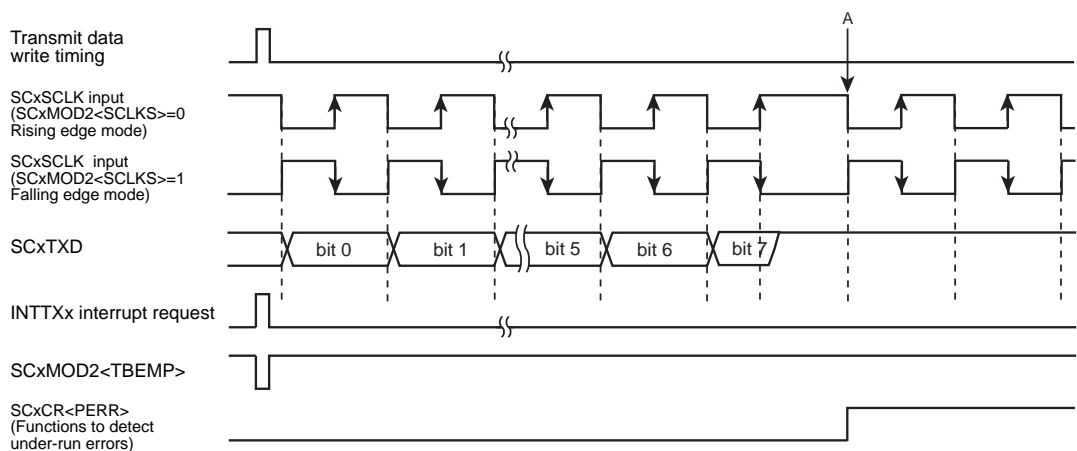 A
Transmit data
write timing
SCxSCLK input
(SCxMOD2<SCLKS>=0
Rising edge mode)
SCxSCLK input
(SCxMOD2<SCLKS>=1
Falling edge mode)
SCxTXD
bit 0
bit 1
bit 5
bit 6
bit 7
INTTXx interrupt request
SCxMOD2<TBEMP>
SCxCR<PERR>
(Functions to detect
under-run errors)